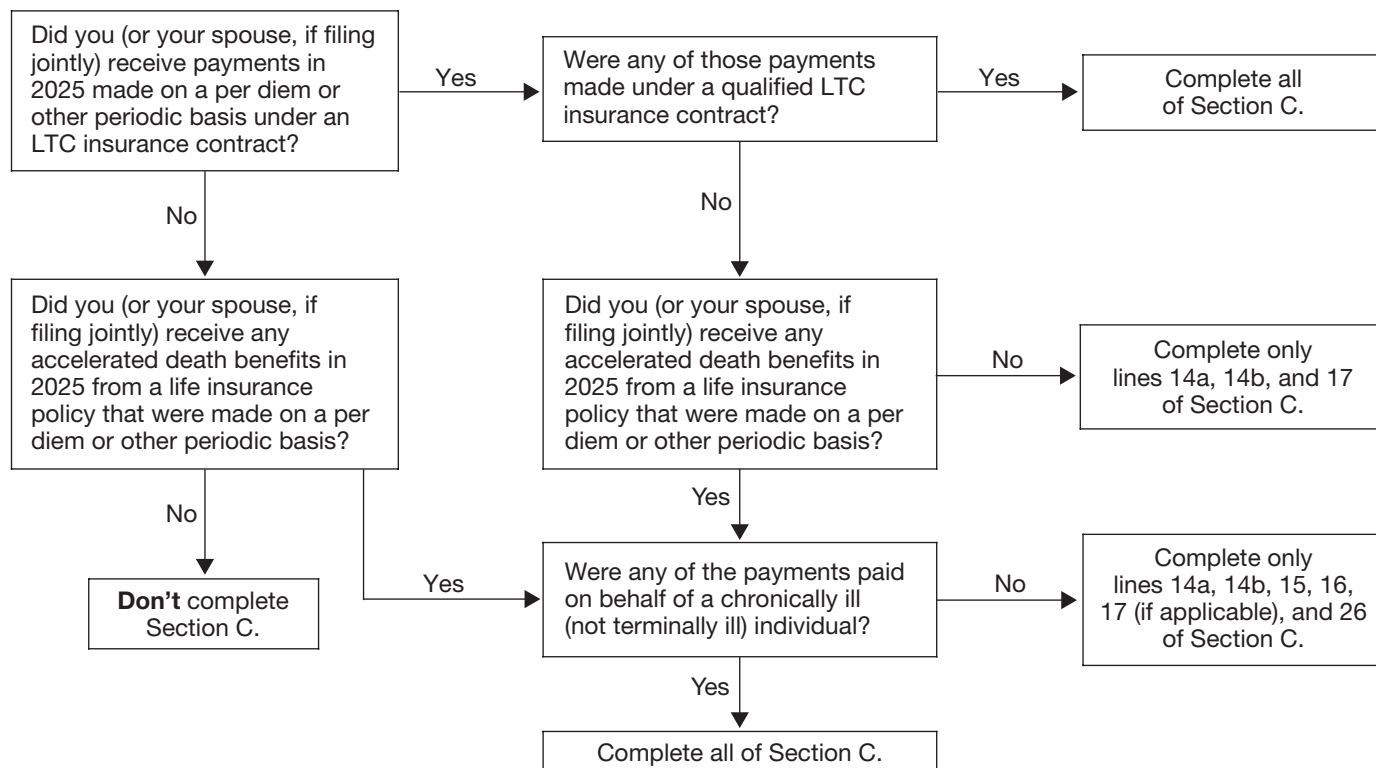 Did you (or your spouse, if filing
jointly) receive payments in
2025 made on a per diem or
other periodic basis under an
LTC insurance contract?
Yes
Were any of those payments
made under a qualified LTC
insurance contract?
Yes
Complete all
of Section C.
No
No
Did you (or your spouse, if
filing jointly) receive any
accelerated death benefits in
2025 from a life insurance
policy that were made on a per
diem or other periodic basis?
Did you (or your spouse, if
filing jointly) receive any
accelerated death benefits in
2025 from a life insurance
policy that were made on a per
diem or other periodic basis?
No
Complete only
lines 14a, 14b, and 17
of Section C.
No
Yes
Don't complete
Section C.
Yes
Were any of the payments paid
on behalf of a chronically ill
(not terminally ill) individual?
No
Complete only
lines 14a, 14b, 15, 16,
17 (if applicable), and 26
of Section C.
Yes
Complete all of Section C.